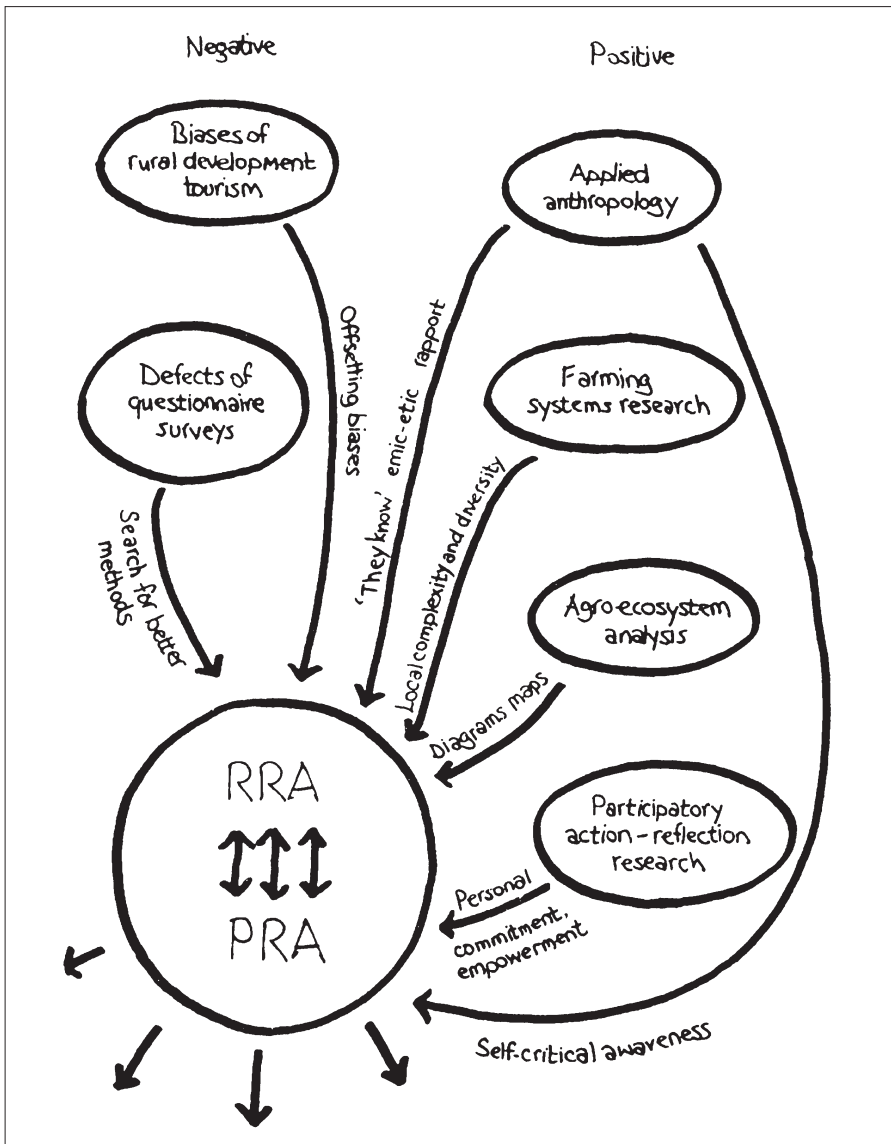 Negative
Positive
Biases of
rural development
tourism
Applied
anthropology
Offsetting biases
'They know' emic-etic rapport
Defects of
questionnaire
surveys
Farming
systems research
Search for better
methods
Local complexity and diversity
Agro-ecosystem
analysis
Diagrams maps
RRA
PRA
Participatory
action-reflection
research
Personal
commitment,
empowerment
Self-critical awareness